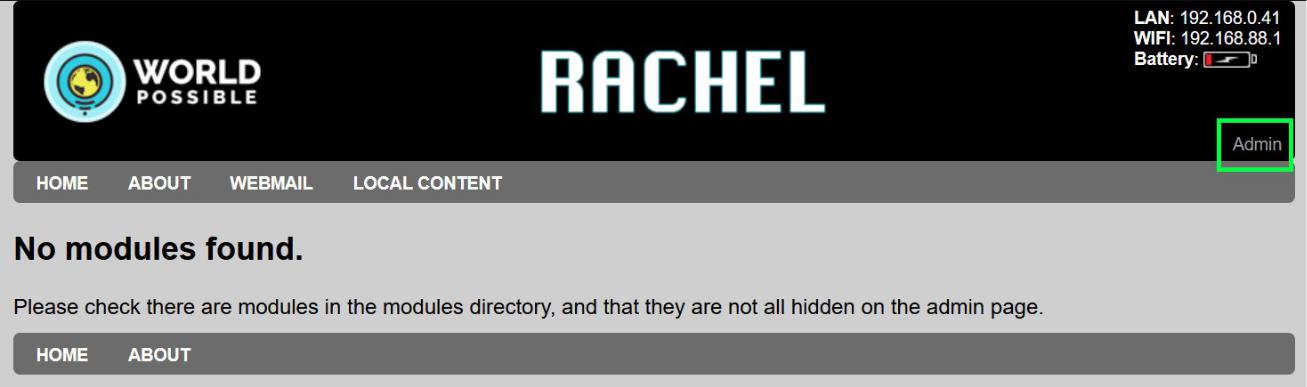 WORLD
POSSIBLE
RACHEL
LAN: 192.168.0.41
WIFI: 192.168.88.1
Battery:
Admin
HOME ABOUT WEBMAIL LOCAL CONTENT
No modules found.
Please check there are modules in the modules directory, and that they are not all hidden on the admin page.
HOME ABOUT